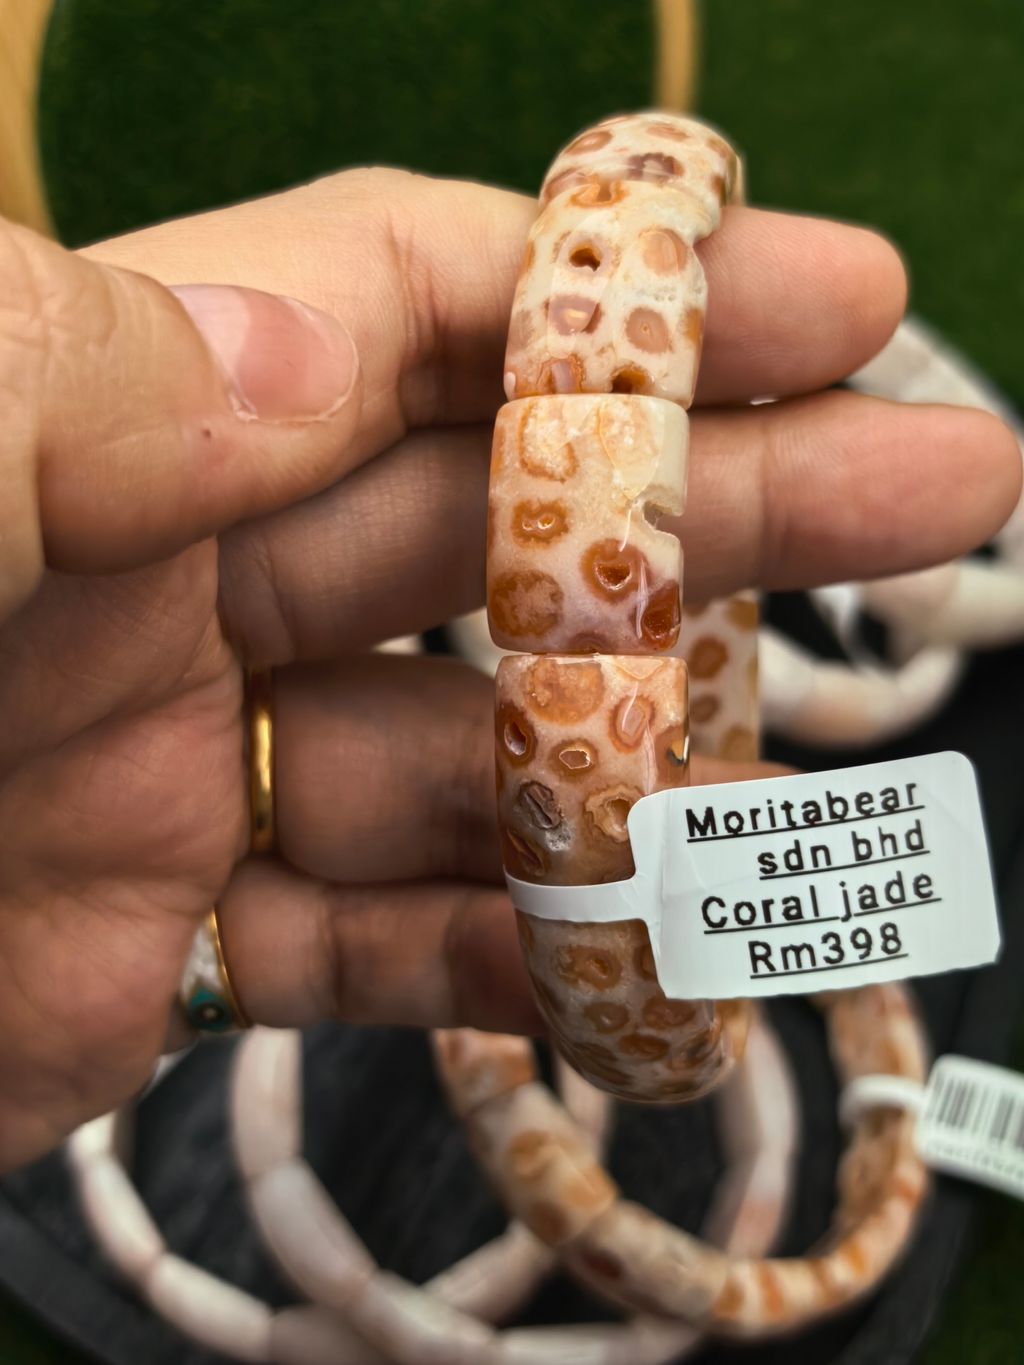 Moritabear
sdn bhd
Coral jade
Rm398